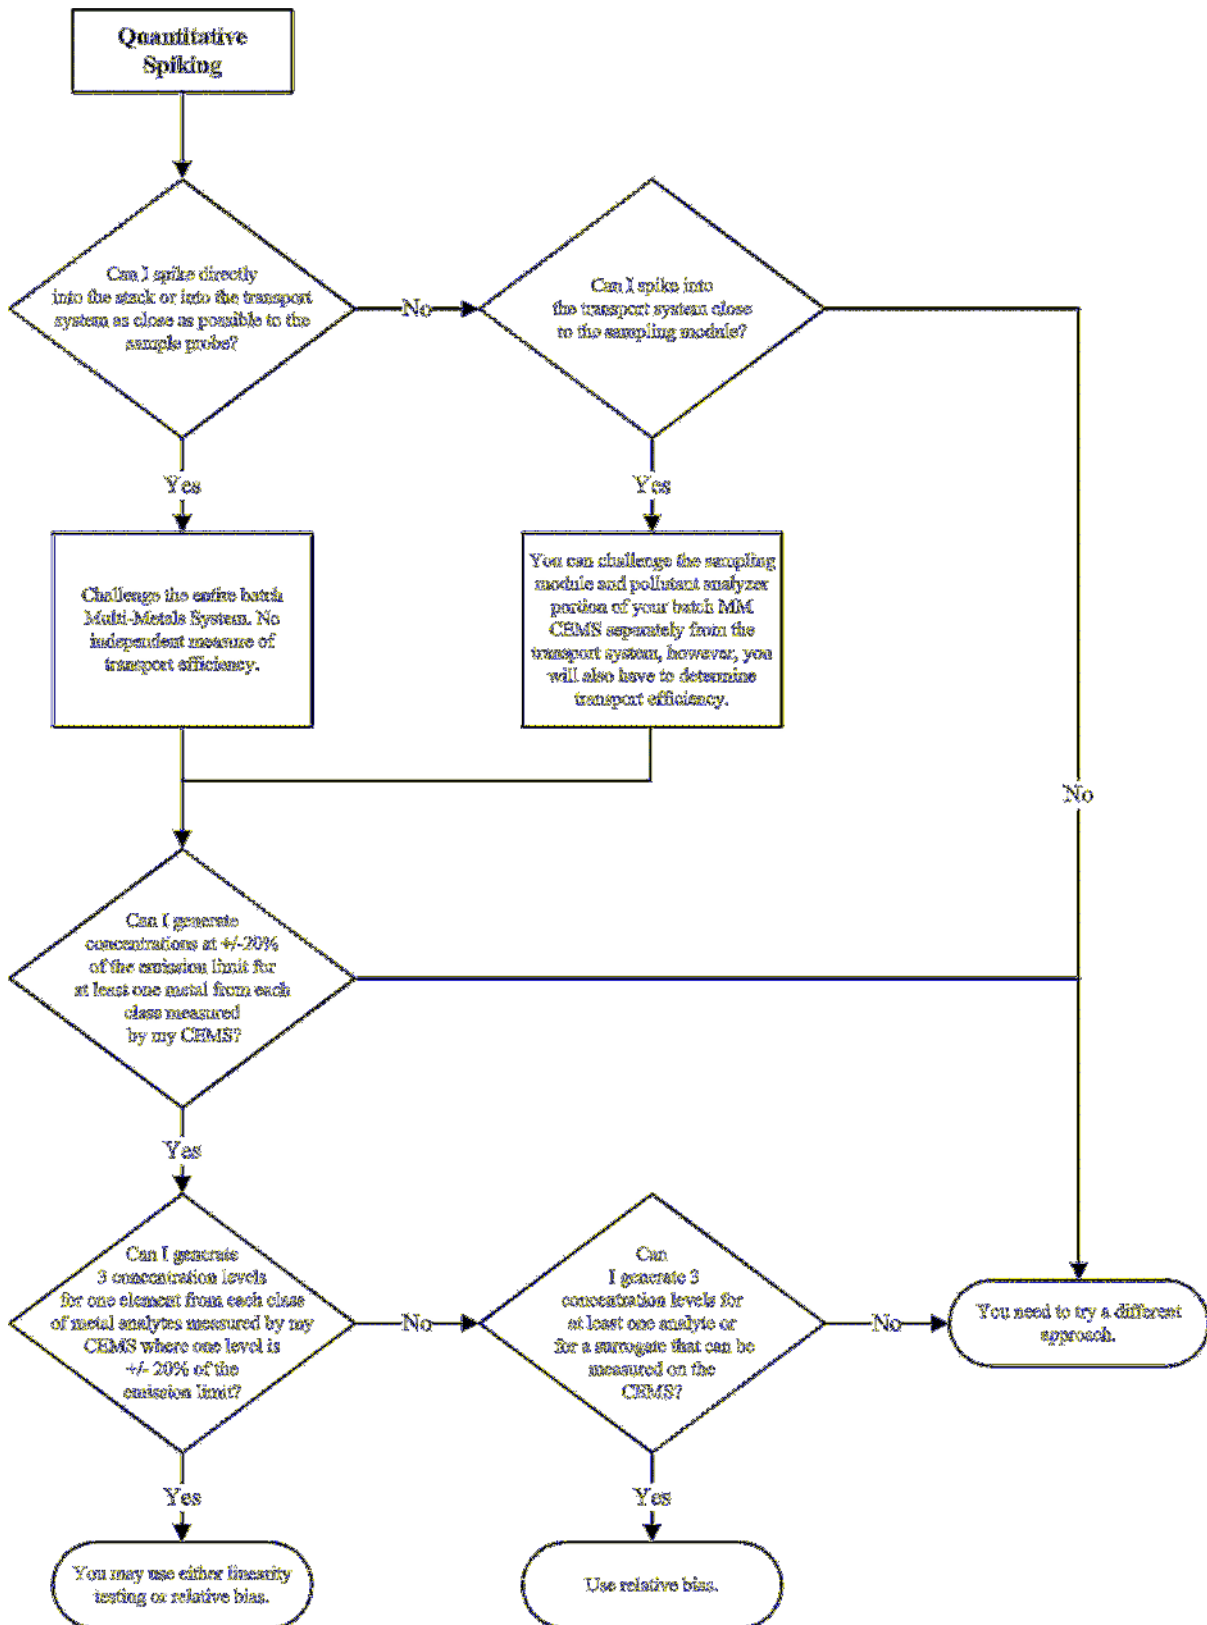 Quantitative
Spiking
Can I spike directly
into the stack or into the transport
system as close as possible to the
sample probe?
No
Can I spike into
the transport system close
to the sampling module?
Yes
Yes
Challenge the entire batch
Multi-Metals System. No
independent measure of
transport efficiency.
You can challenge the sampling
module and pollutant analyzer
portion of your batch MM
CEMS separately from the
transport system, however, you
will also have to determine
transport efficiency.
No
Can I generate
concentrations at +/-20%
of the emission limit for
at least one metal from each
class measured
by my CEMS?
Yes
Can I generate
3 concentration levels
for one element from each class
of metal analytes measured by my
CEMS where one level is
+/- 20% of the
emission limit?
No
Can
I generate 3
concentration levels for
at least one analyte or
for a surrogate that can be
measured on the
CEMS?
No
You need to try a different
approach.
Yes
Yes
You may use either linearity
testing or relative bias.
Use relative bias.